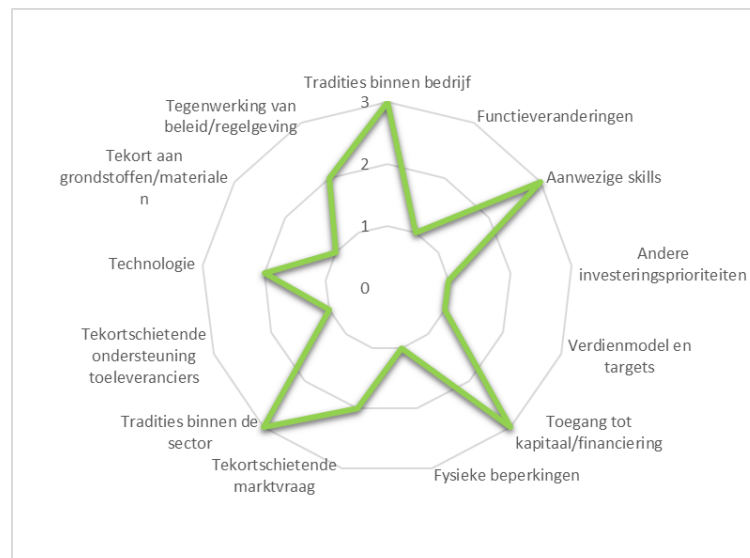 Tradities binnen bedrijf
Functieveranderingen
Aanwezige skills
Andere
investeringsprioriteiten
Verdienmodel en
targets
Toegang tot
kapitaal/financiering
Fysieke beperkingen
Tekortschietende
marktvraag
Tradities binnen de
sector
Tekortschietende
ondersteuning
toeleveranciers
Technologie
Tekort aan
grondstoffen/materiale
n
Tegenwerking van
beleid/regelgeving
3
2
1
0